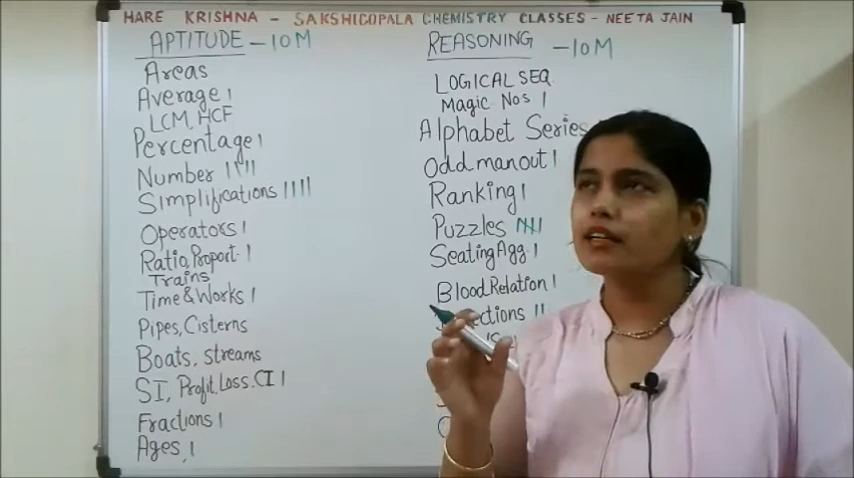 HARE KRISHNA - SAKSHIGOPALA CHEMISTRY CLASSES - NEETA JAIN
APTITUDE - 10M
Areas
Average |
LCM, HCF
Percentage |
Number ||||
Simplifications ||||
Operators |
Ratio, Proport |
Trains
Time & Works |
Pipes, Cisterns
Boats, streams
SI, Profit, Loss, CI |
Fractions |
Ages, |
REASONING - 10M
LOGICAL SEQ
Magic Nos |
Alphabet Series
Odd man out |
Ranking |
Puzzles
Seating Agg |
Blood Relation |
ections ||